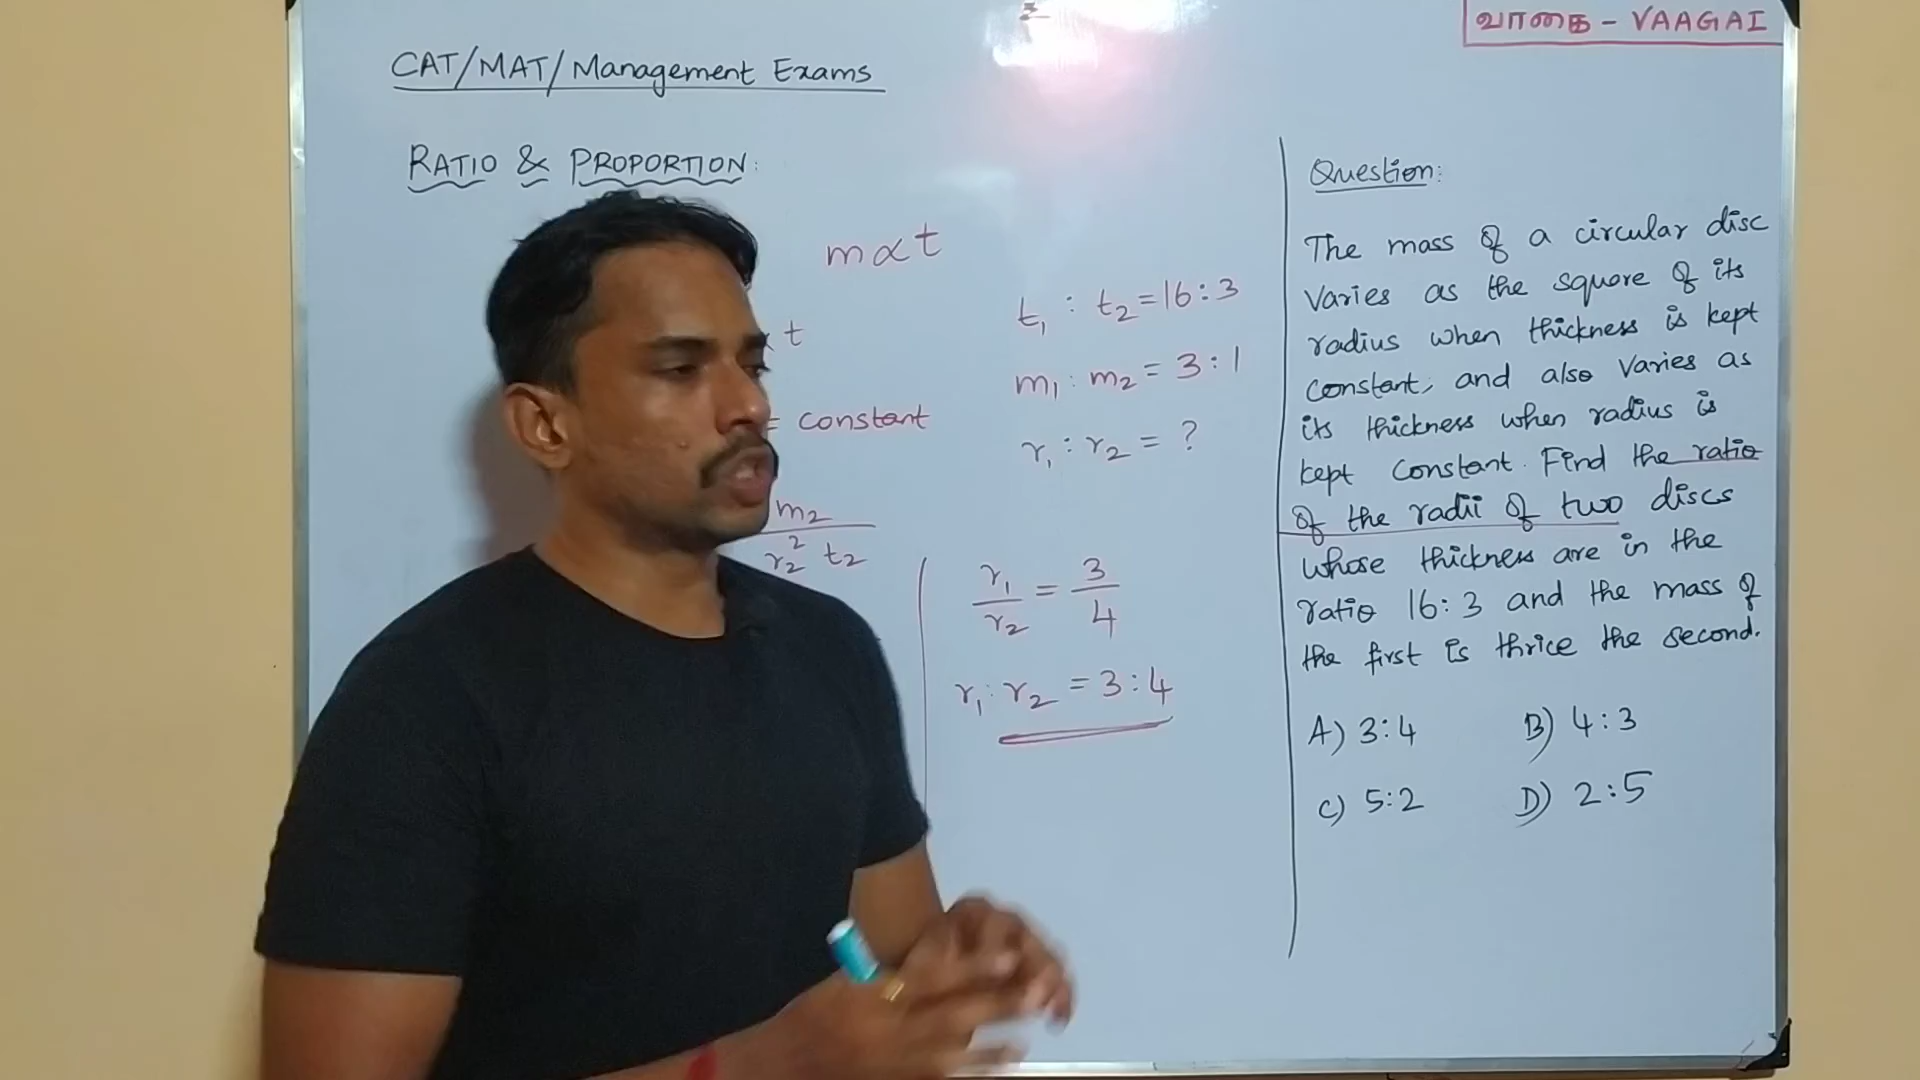 வாகை - VAAGAI
CAT/MAT/Management Exams
RATIO & PROPORTION:
m ∝ t
∝ t
= constant
m₂
r₂² t₂
t₁ : t₂ = 16 : 3
m₁ : m₂ = 3 : 1
r₁ : r₂ = ?
r₁/r₂ = 3/4
r₁ : r₂ = 3 : 4
Question:
The mass of a circular disc
varies as the square of its
radius when thickness is kept
constant, and also varies as
its thickness when radius is
kept constant. Find the ratio
of the radii of two discs
whose thickness are in the
ratio 16:3 and the mass of
the first is thrice the second.
A) 3:4 B) 4:3
C) 5:2 D) 2:5